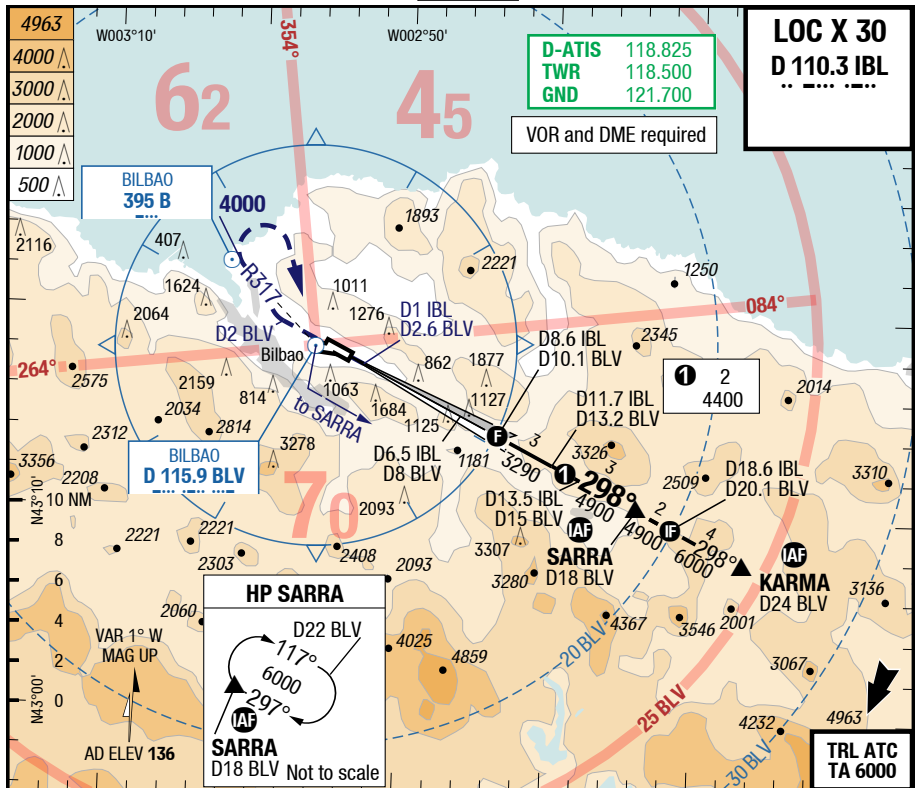 4963
4000
3000
2000
1000
500
W003°10'
354°
W002°50'
62
45
D-ATIS 118.825
TWR 118.500
GND 121.700
VOR and DME required
LOC X 30
D 110.3 IBL
BILBAO
395 B
4000
1893
2116
407
2221
1250
R317
1624
1011
084°
2064
1276
D1 IBL
D2.6 BLV
D2 BLV
2345
D8.6 IBL
D10.1 BLV
Bilbao
264°
862
1877
2575
2159
814
1063
1684
1127
1 2
4400
2014
to SARRA
1125
D11.7 IBL
D13.2 BLV
2034
2814
2312
3278
F
3
3326
D6.5 IBL
D8 BLV
1181
3290
BILBAO
D 115.9 BLV
3356
2208
1
3
298°
D18.6 IBL
D20.1 BLV
2509
3310
N43°10'
10 NM
70
2093
D13.5 IBL
D15 BLV
4900
2
IAF
4900
IF
4
298°
6000
IAF
2221
2221
8
2303
2408
3307
SARRA
D18 BLV
KARMA
D24 BLV
2093
3280
6
HP SARRA
3136
2060
4367
3546
2001
D22 BLV
4025
20 BLV
VAR 1° W
MAG UP
117°
6000
297°
4
4859
2
3067
N43°00'
0
IAF
25 BLV
4963
4232
SARRA
D18 BLV
Not to scale
AD ELEV 136
30 BLV
TRL ATC
TA 6000